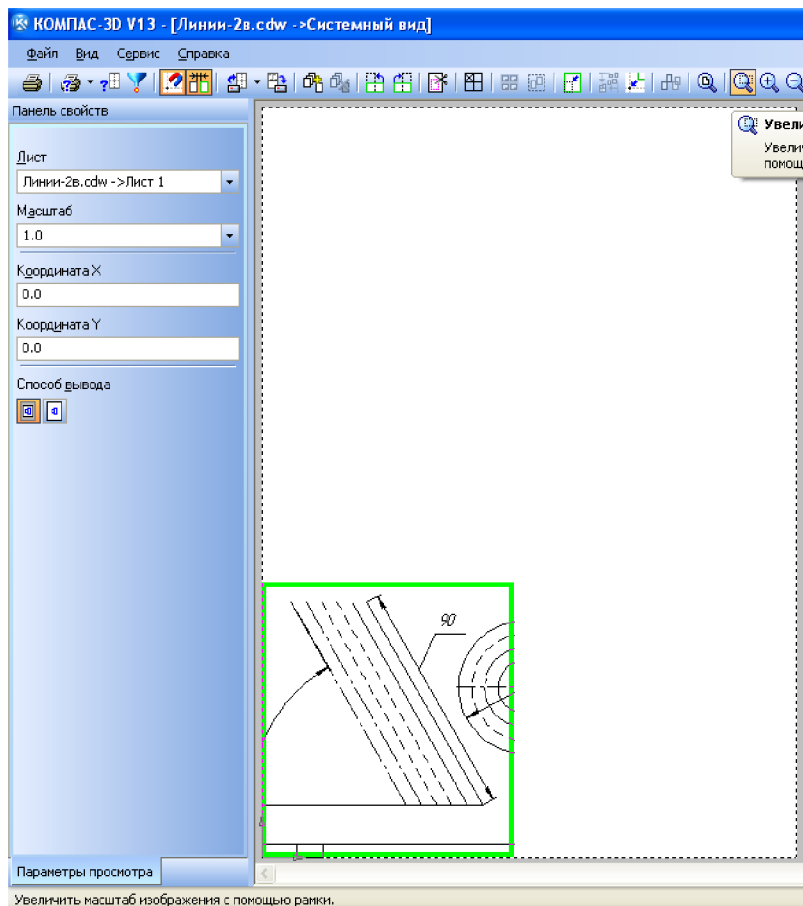 КОМПАС-3D V13 - [Линии-2в.cdw ->Системный вид]
Файл Вид Сервис Справка
Панель свойств
Увели
Лист
Увелич
помощ
Линии-2в.cdw ->Лист 1
Масштаб
1.0
Координата X
0.0
Координата Y
0.0
Способ вывода
90
Параметры просмотра
Увеличить масштаб изображения с помощью рамки.